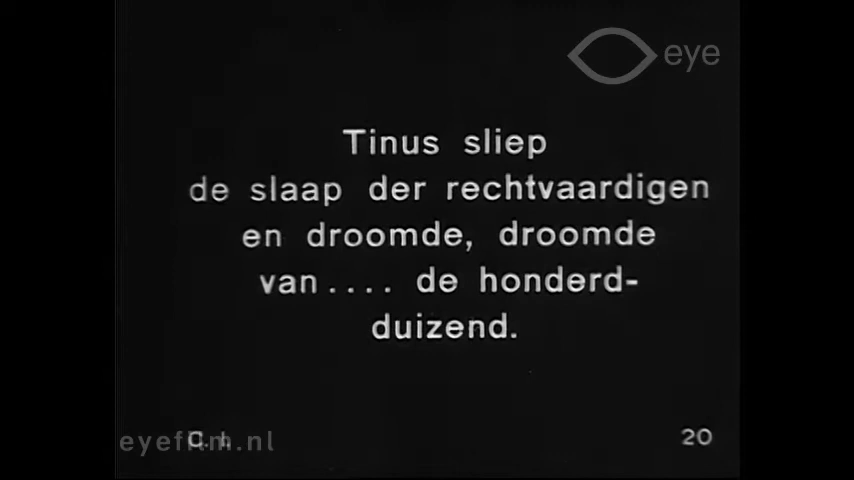 eye
Tinus sliep
de slaap der rechtvaardigen
en droomde, droomde
van.... de honderd-
duizend.
eyefilm.nl
20